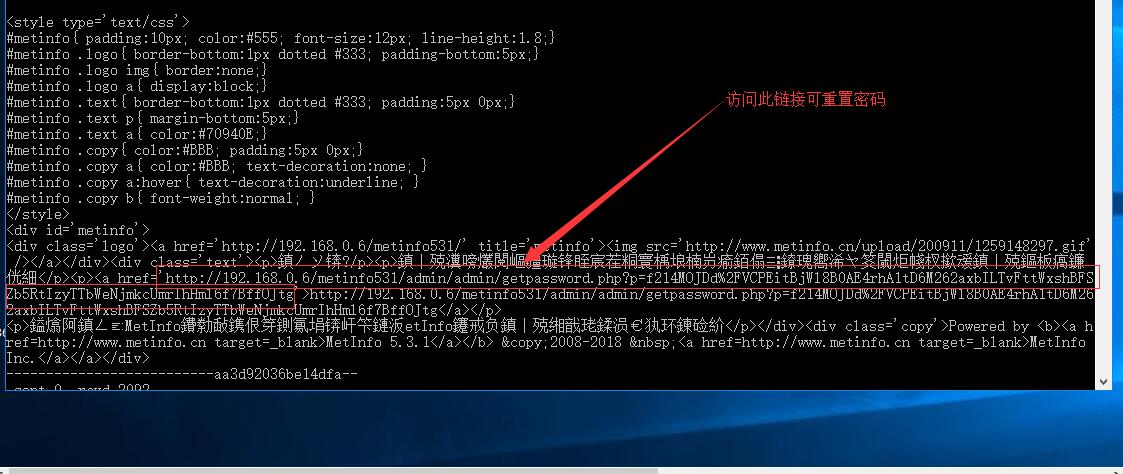 <style type='text/css'>
#metinfo{ padding:10px; color:#555; font-size:12px; line-height:1.8;}
#metinfo .logo{ border-bottom:1px dotted #333; padding-bottom:5px;}
#metinfo .logo img{ border:none;}
#metinfo .logo a{ display:block;}
#metinfo .text{ border-bottom:1px dotted #333; padding:5px 0px;}
访问此链接可重置密码
#metinfo .text p{ margin-bottom:5px;}
#metinfo .text a{ color:#70940E;}
#metinfo .copy{ color:#BBB; padding:5px 0px;}
#metinfo .copy a{ color:#BBB; text-decoration:none; }
#metinfo .copy a:hover{ text-decoration:underline; }
#metinfo .copy b{ font-weight:normal; }
</style>
<div id='metinfo'>
<div class='logo'><a href='http://192.168.0.6/metinfo531/' title='metinfo'><img src='http://www.metinfo.cn/upload/200911/1259148297.gif'
/></a></div><div class='text'><p>
</p><p><a href='http://192.168.0.6/metinfo531/admin/admin/getpassword.php?p=f214MOJDd%2FVCPEitBjW18B0AE4rhA1tD6M262axbILTvFttWxshBFS
Zb5RtIzyTTbWeNjmkcUmrIhHml6f7BffOJtg'>http://192.168.0.6/metinfo531/admin/admin/getpassword.php?p=f214MOJDd%2FVCPEitBjW18B0AE4rhA1tD6M26
2axbILTvFttWxshBFSZb5RtIzyTTbWeNjmkcUmrIhHml6f7BffOJtg</a></p>
<p> MetInfo etInfo </p></div><div class='copy'>Powered by <b><a h
ref=http://www.metinfo.cn target=_blank>MetInfo 5.3.1</a></b> &copy;2008-2018 &nbsp;<a href=http://www.metinfo.cn target=_blank>MetInfo
Inc.</a></a></div>
--------------------------aa3d92036be14dfa--